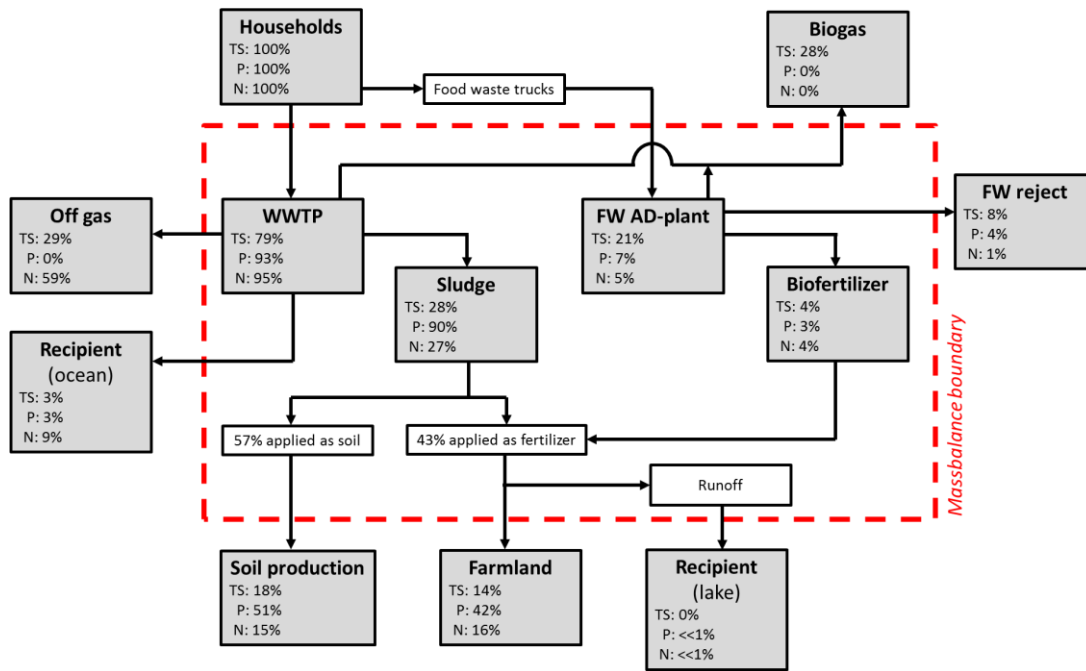 Households
TS: 100%
P: 100%
N: 100%
Biogas
TS: 28%
P: 0%
N: 0%
Food waste trucks
Off gas
TS: 29%
P: 0%
N: 59%
WWTP
TS: 79%
P: 93%
N: 95%
FW AD-plant
TS: 21%
P: 7%
N: 5%
FW reject
TS: 8%
P: 4%
N: 1%
Sludge
TS: 28%
P: 90%
N: 27%
Biofertilizer
TS: 4%
P: 3%
N: 4%
Recipient
(ocean)
TS: 3%
P: 3%
N: 9%
Massbalance boundary
57% applied as soil
43% applied as fertilizer
Runoff
Soil production
TS: 18%
P: 51%
N: 15%
Farmland
TS: 14%
P: 42%
N: 16%
Recipient
(lake)
TS: 0%
P: <<1%
N: <<1%